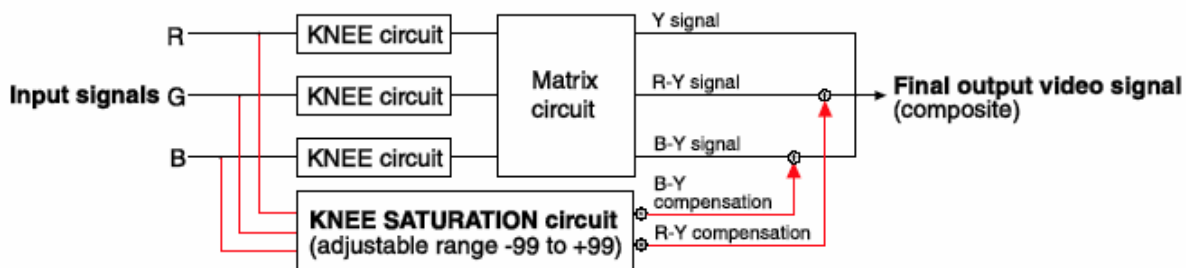 Y signal
R
KNEE circuit
Input signals
G
KNEE circuit
Matrix
circuit
R-Y signal
Final output video signal
(composite)
B
KNEE circuit
B-Y signal
B-Y
compensation
KNEE SATURATION circuit
(adjustable range -99 to +99)
R-Y compensation